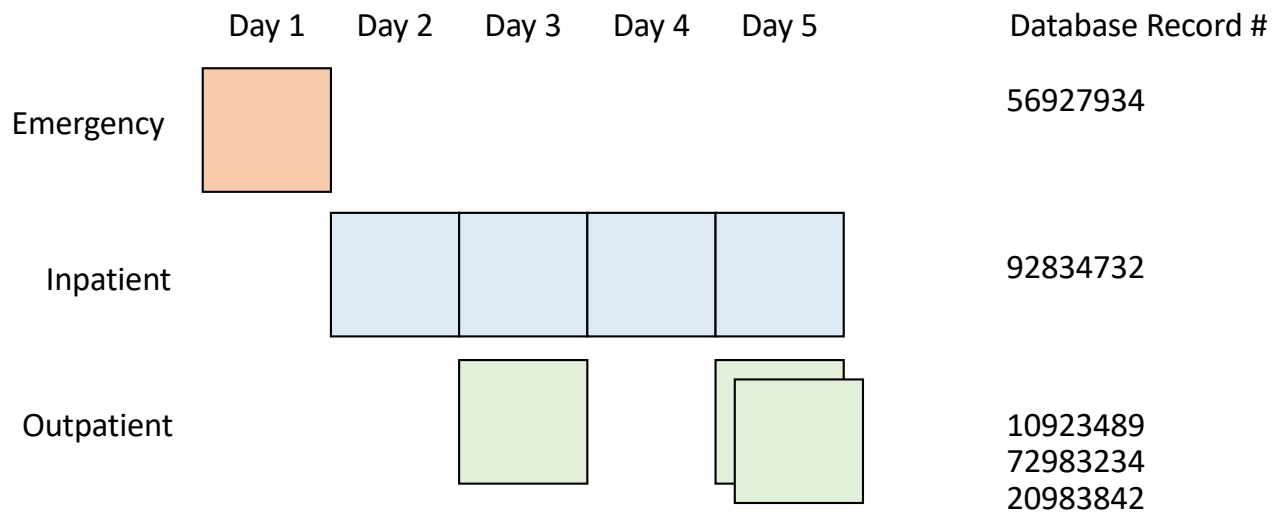 Day 1 Day 2 Day 3 Day 4 Day 5 Database Record #
Emergency 56927934
Inpatient 92834732
Outpatient 10923489
72983234
20983842